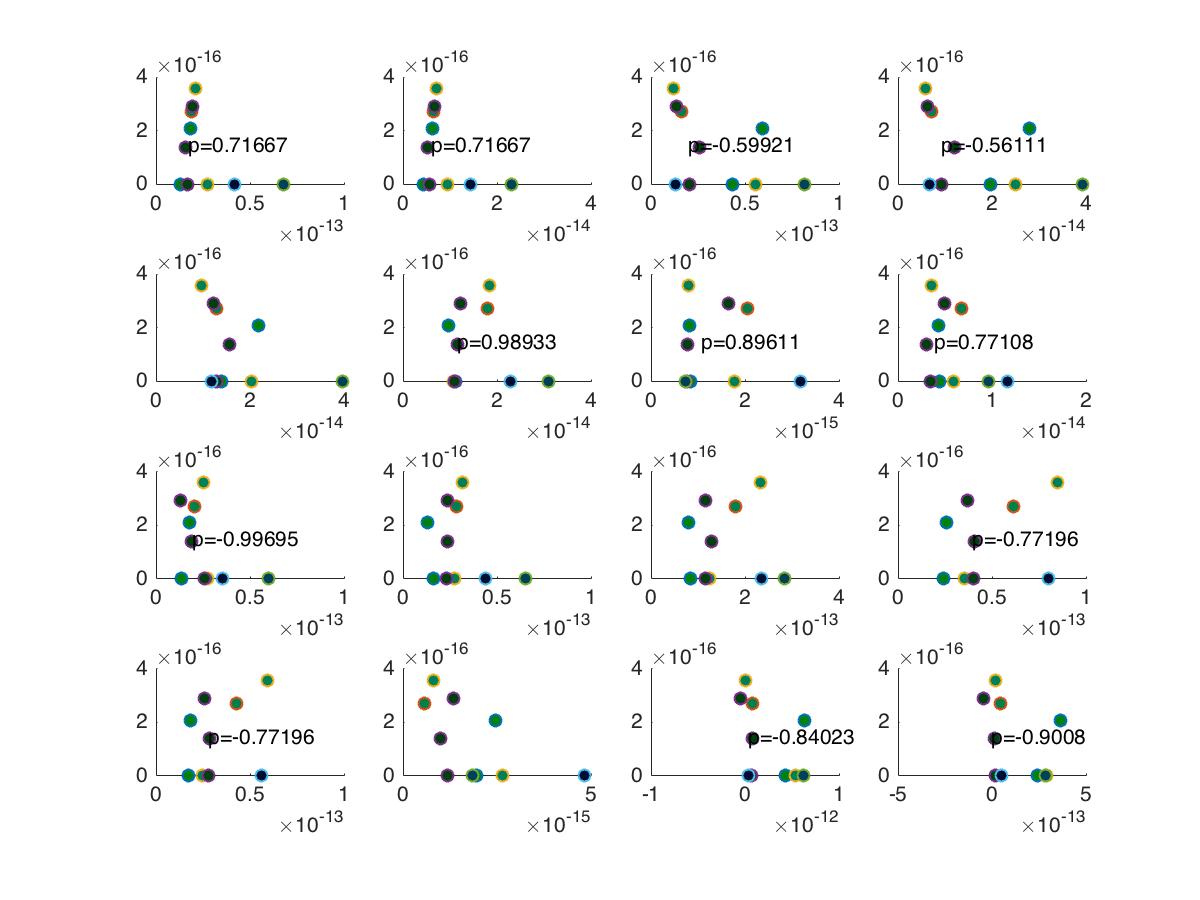 ×10-16 ×10-16 ×10-16 ×10-16
4 4 4 4
2 2 2 2
p=0.71667 p=0.71667 p=-0.59921 p=-0.56111
0 0 0 0
0 0.5 1 0 2 4 0 0.5 1 0 2 4
×10-13 ×10-14 ×10-13 ×10-14
×10-16 ×10-16 ×10-16 ×10-16
4 4 4 4
2 2 2 2
p=0.98933 p=0.89611 p=0.77108
0 0 0 0
0 2 4 0 2 4 0 2 4 0 1 2
×10-14 ×10-14 ×10-15 ×10-14
×10-16 ×10-16 ×10-16 ×10-16
4 4 4 4
2 2 2 2
p=-0.99695 p=-0.77196
0 0 0 0
0 0.5 1 0 0.5 1 0 2 4 0 0.5 1
×10-13 ×10-13 ×10-13 ×10-13
×10-16 ×10-16 ×10-16 ×10-16
4 4 4 4
2 2 2 2
p=-0.77196 p=-0.84023 p=-0.9008
0 0 0 0
0 0.5 1 0 5 -1 0 1 -5 0 5
×10-13 ×10-15 ×10-12 ×10-13